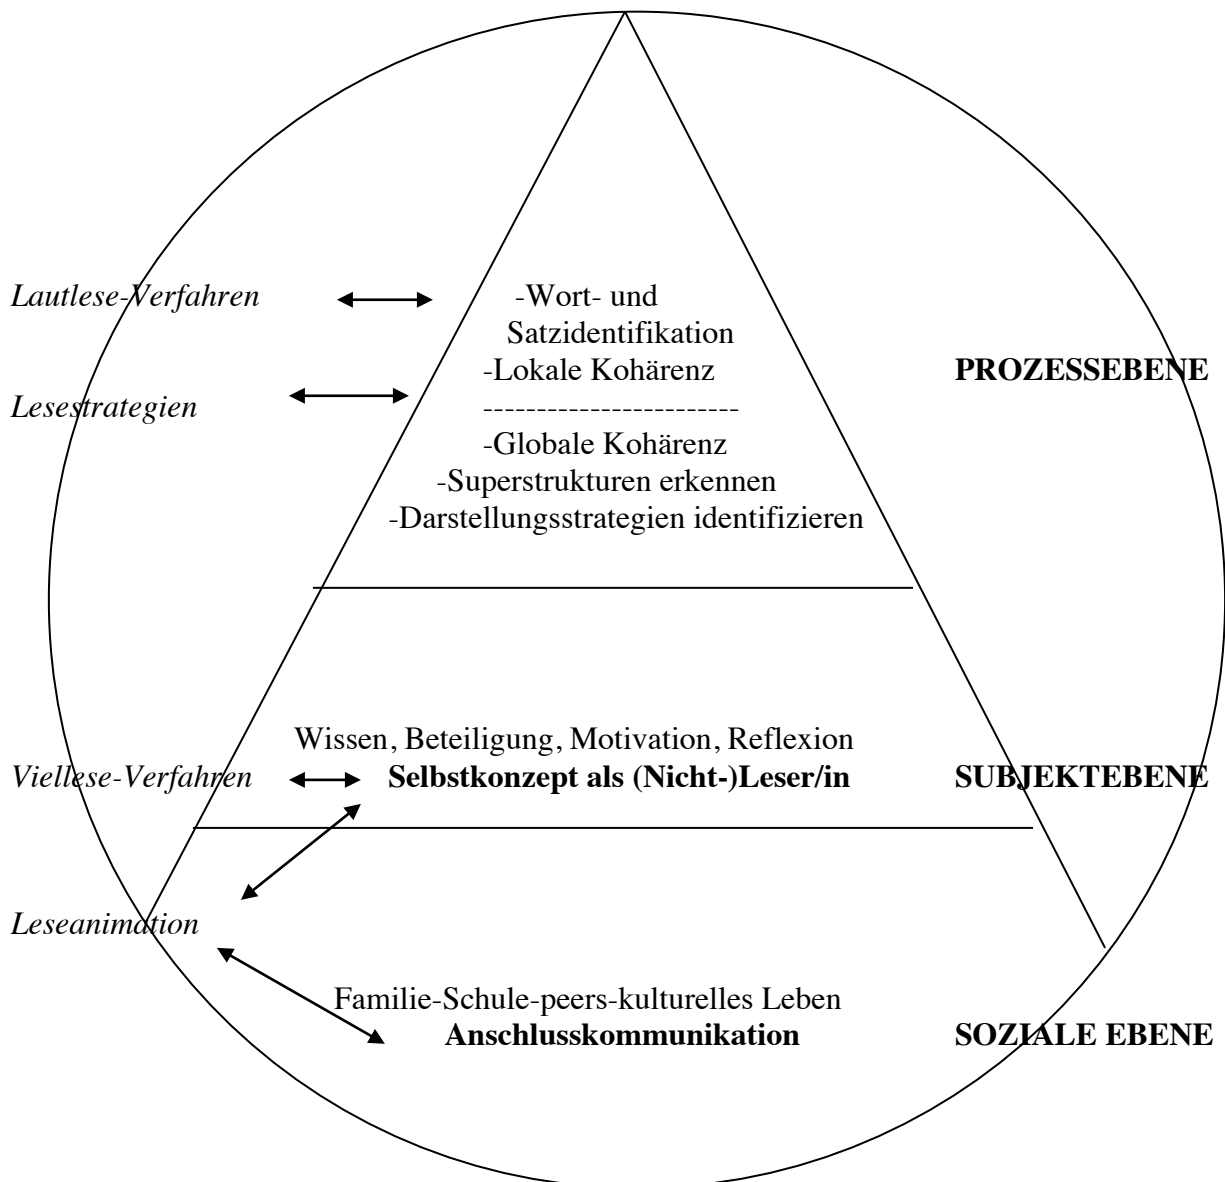 Lautlese-Verfahren
-Wort- und
Satzidentifikation
-Lokale Kohärenz
PROZESSEBENE
Lesestrategien
------------------------
-Globale Kohärenz
-Superstrukturen erkennen
-Darstellungsstrategien identifizieren
Wissen, Beteiligung, Motivation, Reflexion
Viellese-Verfahren
Selbstkonzept als (Nicht-)Leser/in
SUBJEKTEBENE
Leseanimation
Familie-Schule-peers-kulturelles Leben
Anschlusskommunikation
SOZIALE EBENE